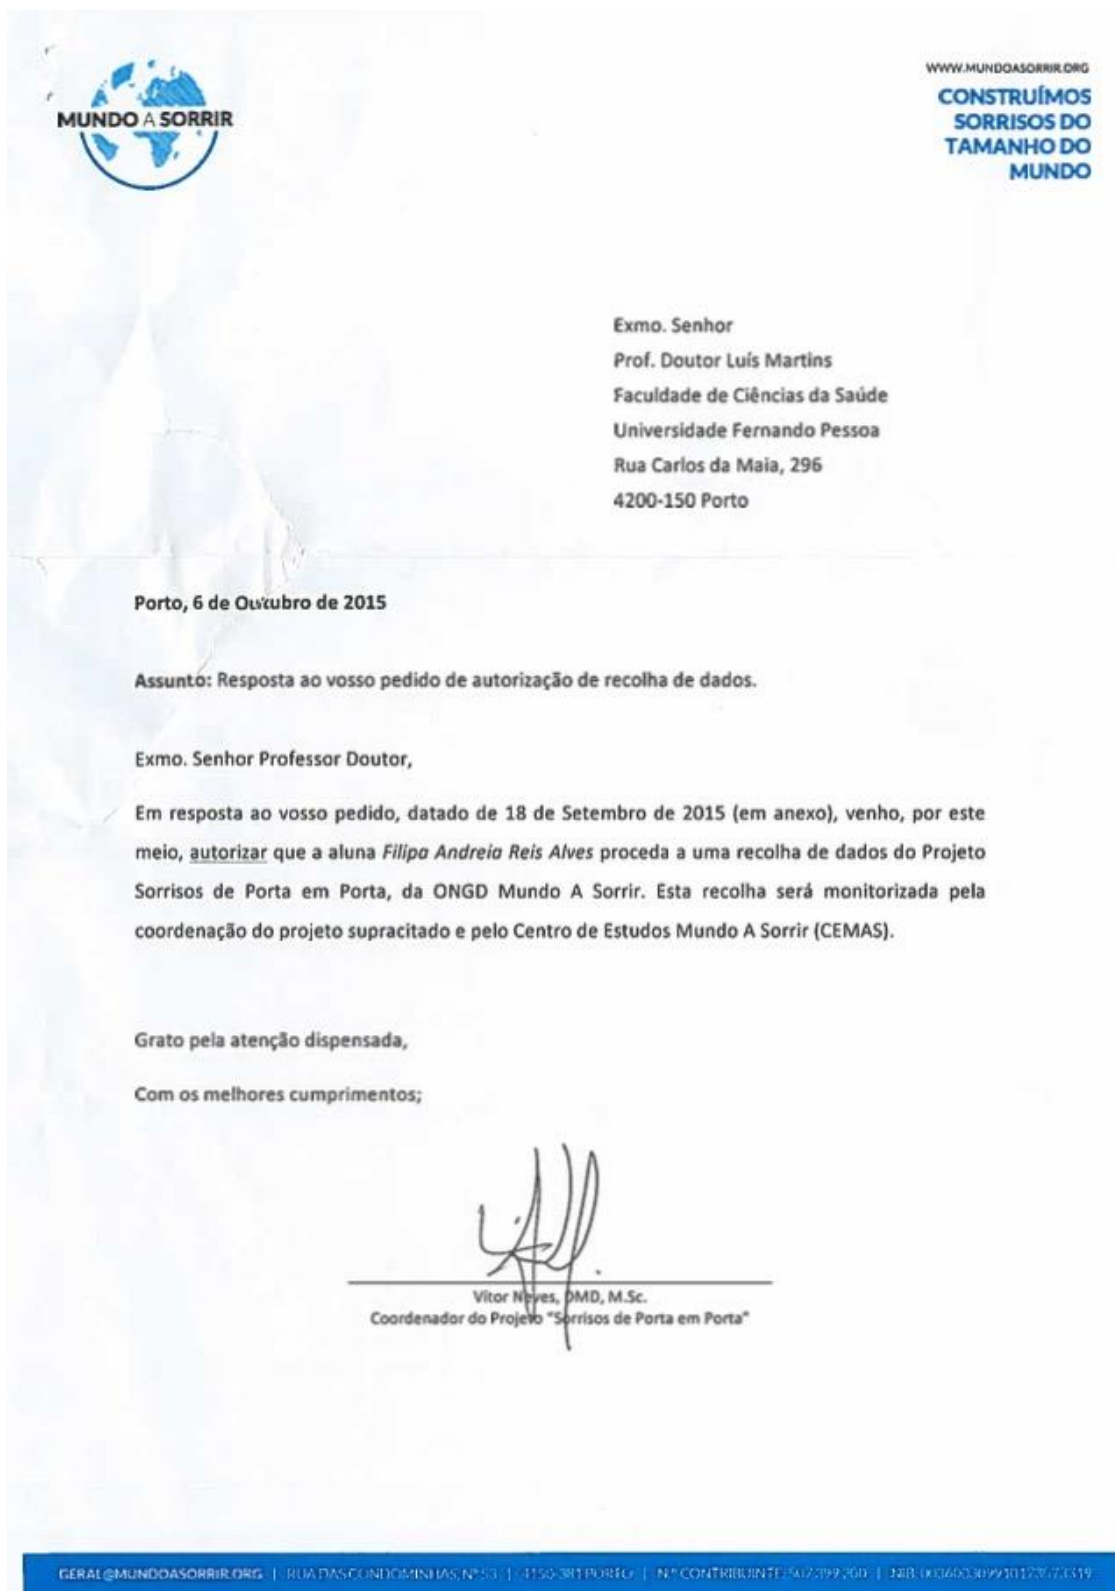 MUNDO A SORRIR
WWW.MUNDOASORRIR.ORG
CONSTRUÍMOS
SORRISOS DO
TAMANHO DO
MUNDO
Exmo. Senhor
Prof. Doutor Luís Martins
Faculdade de Ciências da Saúde
Universidade Fernando Pessoa
Rua Carlos da Maia, 296
4200-150 Porto
Porto, 6 de Outubro de 2015
Assunto: Resposta ao vosso pedido de autorização de recolha de dados.
Exmo. Senhor Professor Doutor,
Em resposta ao vosso pedido, datado de 18 de Setembro de 2015 (em anexo), venho, por este
meio, autorizar que a aluna Filipa Andreia Reis Alves proceda a uma recolha de dados do Projeto
Sorrisos de Porta em Porta, da ONGD Mundo A Sorrir. Esta recolha será monitorizada pela
coordenação do projeto supracitado e pelo Centro de Estudos Mundo A Sorrir (CEMAS).
Grato pela atenção dispensada,
Com os melhores cumprimentos;
Vitor Neves, DMD, M.Sc.
Coordenador do Projeto "Sorrisos de Porta em Porta"
GERAL@MUNDOASORRIR.ORG | RUA DAS CONDOMINHAS, Nº 53 | 4150-381 PORTO | N.º CONTRIBUINTE: 507 399 200 | NIB: